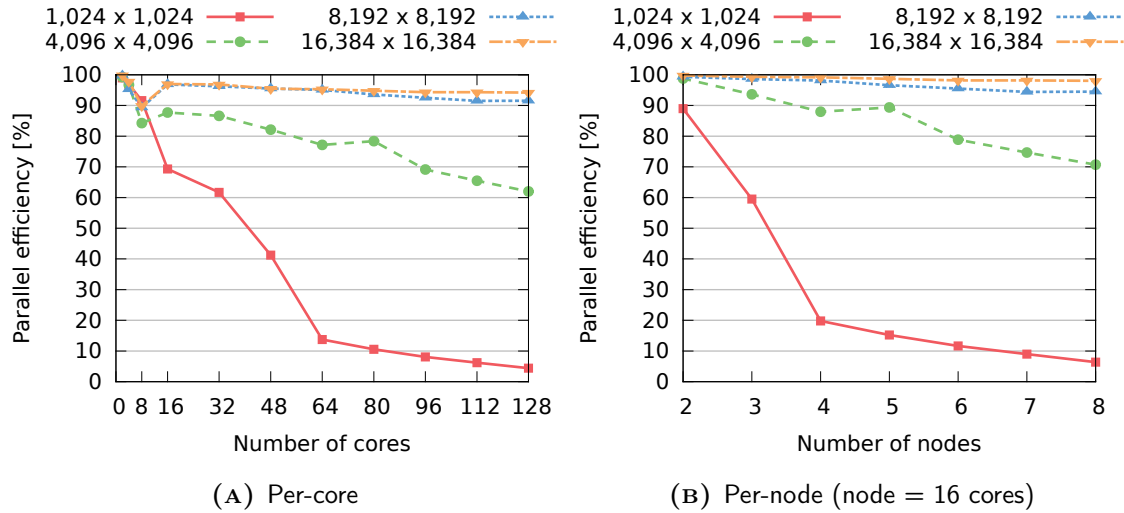 1,024 x 1,024
8,192 x 8,192
4,096 x 4,096
16,384 x 16,384
Parallel efficiency [%]
100
90
80
70
60
50
40
30
20
10
0
0 8 16 32 48 64 80 96 112 128
Number of cores
(A) Per-core
1,024 x 1,024
8,192 x 8,192
4,096 x 4,096
16,384 x 16,384
Parallel efficiency [%]
100
90
80
70
60
50
40
30
20
10
0
2 3 4 5 6 7 8
Number of nodes
(B) Per-node (node = 16 cores)